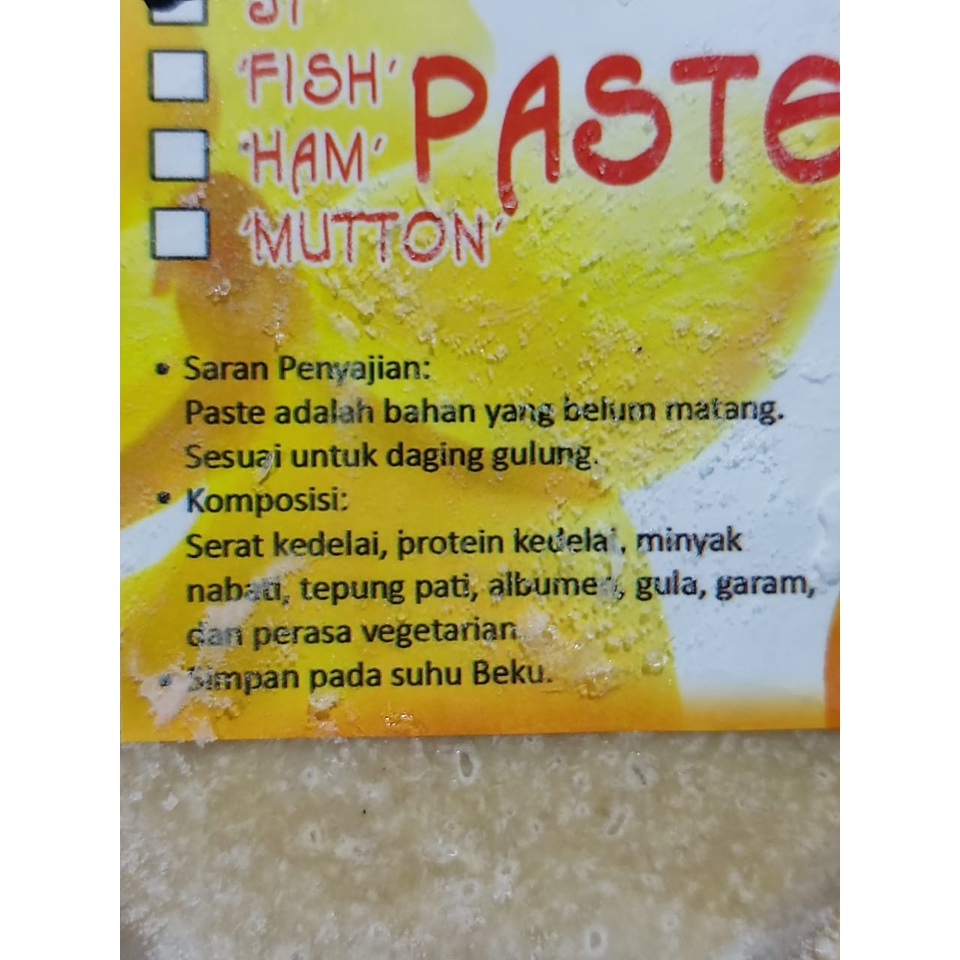 'FISH'
PASTE
'HAM'
'MUTTON'
• Saran Penyajian:
Paste adalah bahan yang belum matang.
Sesuai untuk daging gulung.
• Komposisi:
Serat kedelai, protein kedelai, minyak
nabati, tepung pati, albumen, gula, garam,
dan perasa vegetarian
• Simpan pada suhu Beku.